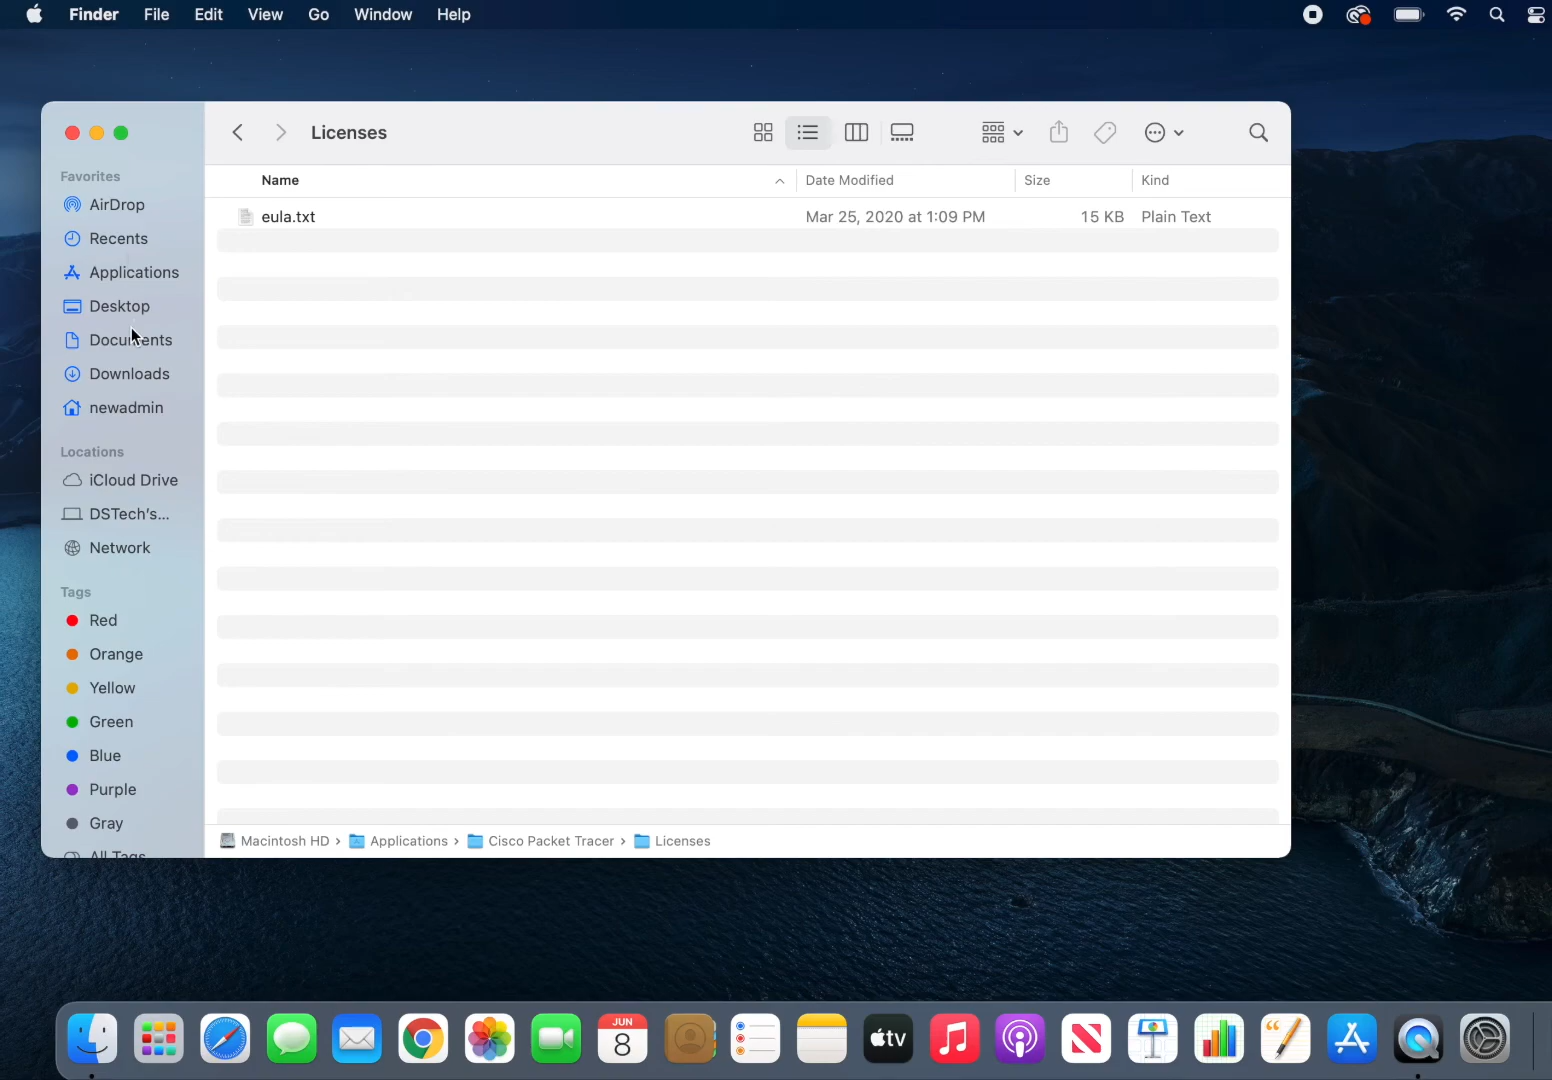 Finder File Edit View Go Window Help
Licenses
Favorites
AirDrop
Recents
Applications
Desktop
Documents
Downloads
newadmin
Locations
iCloud Drive
DSTech's...
Network
Tags
Red
Orange
Yellow
Green
Blue
Purple
Gray
All Tags
Name Date Modified Size Kind
eula.txt Mar 25, 2020 at 1:09 PM 15 KB Plain Text
Macintosh HD › Applications › Cisco Packet Tracer › Licenses
JUN
8
tv